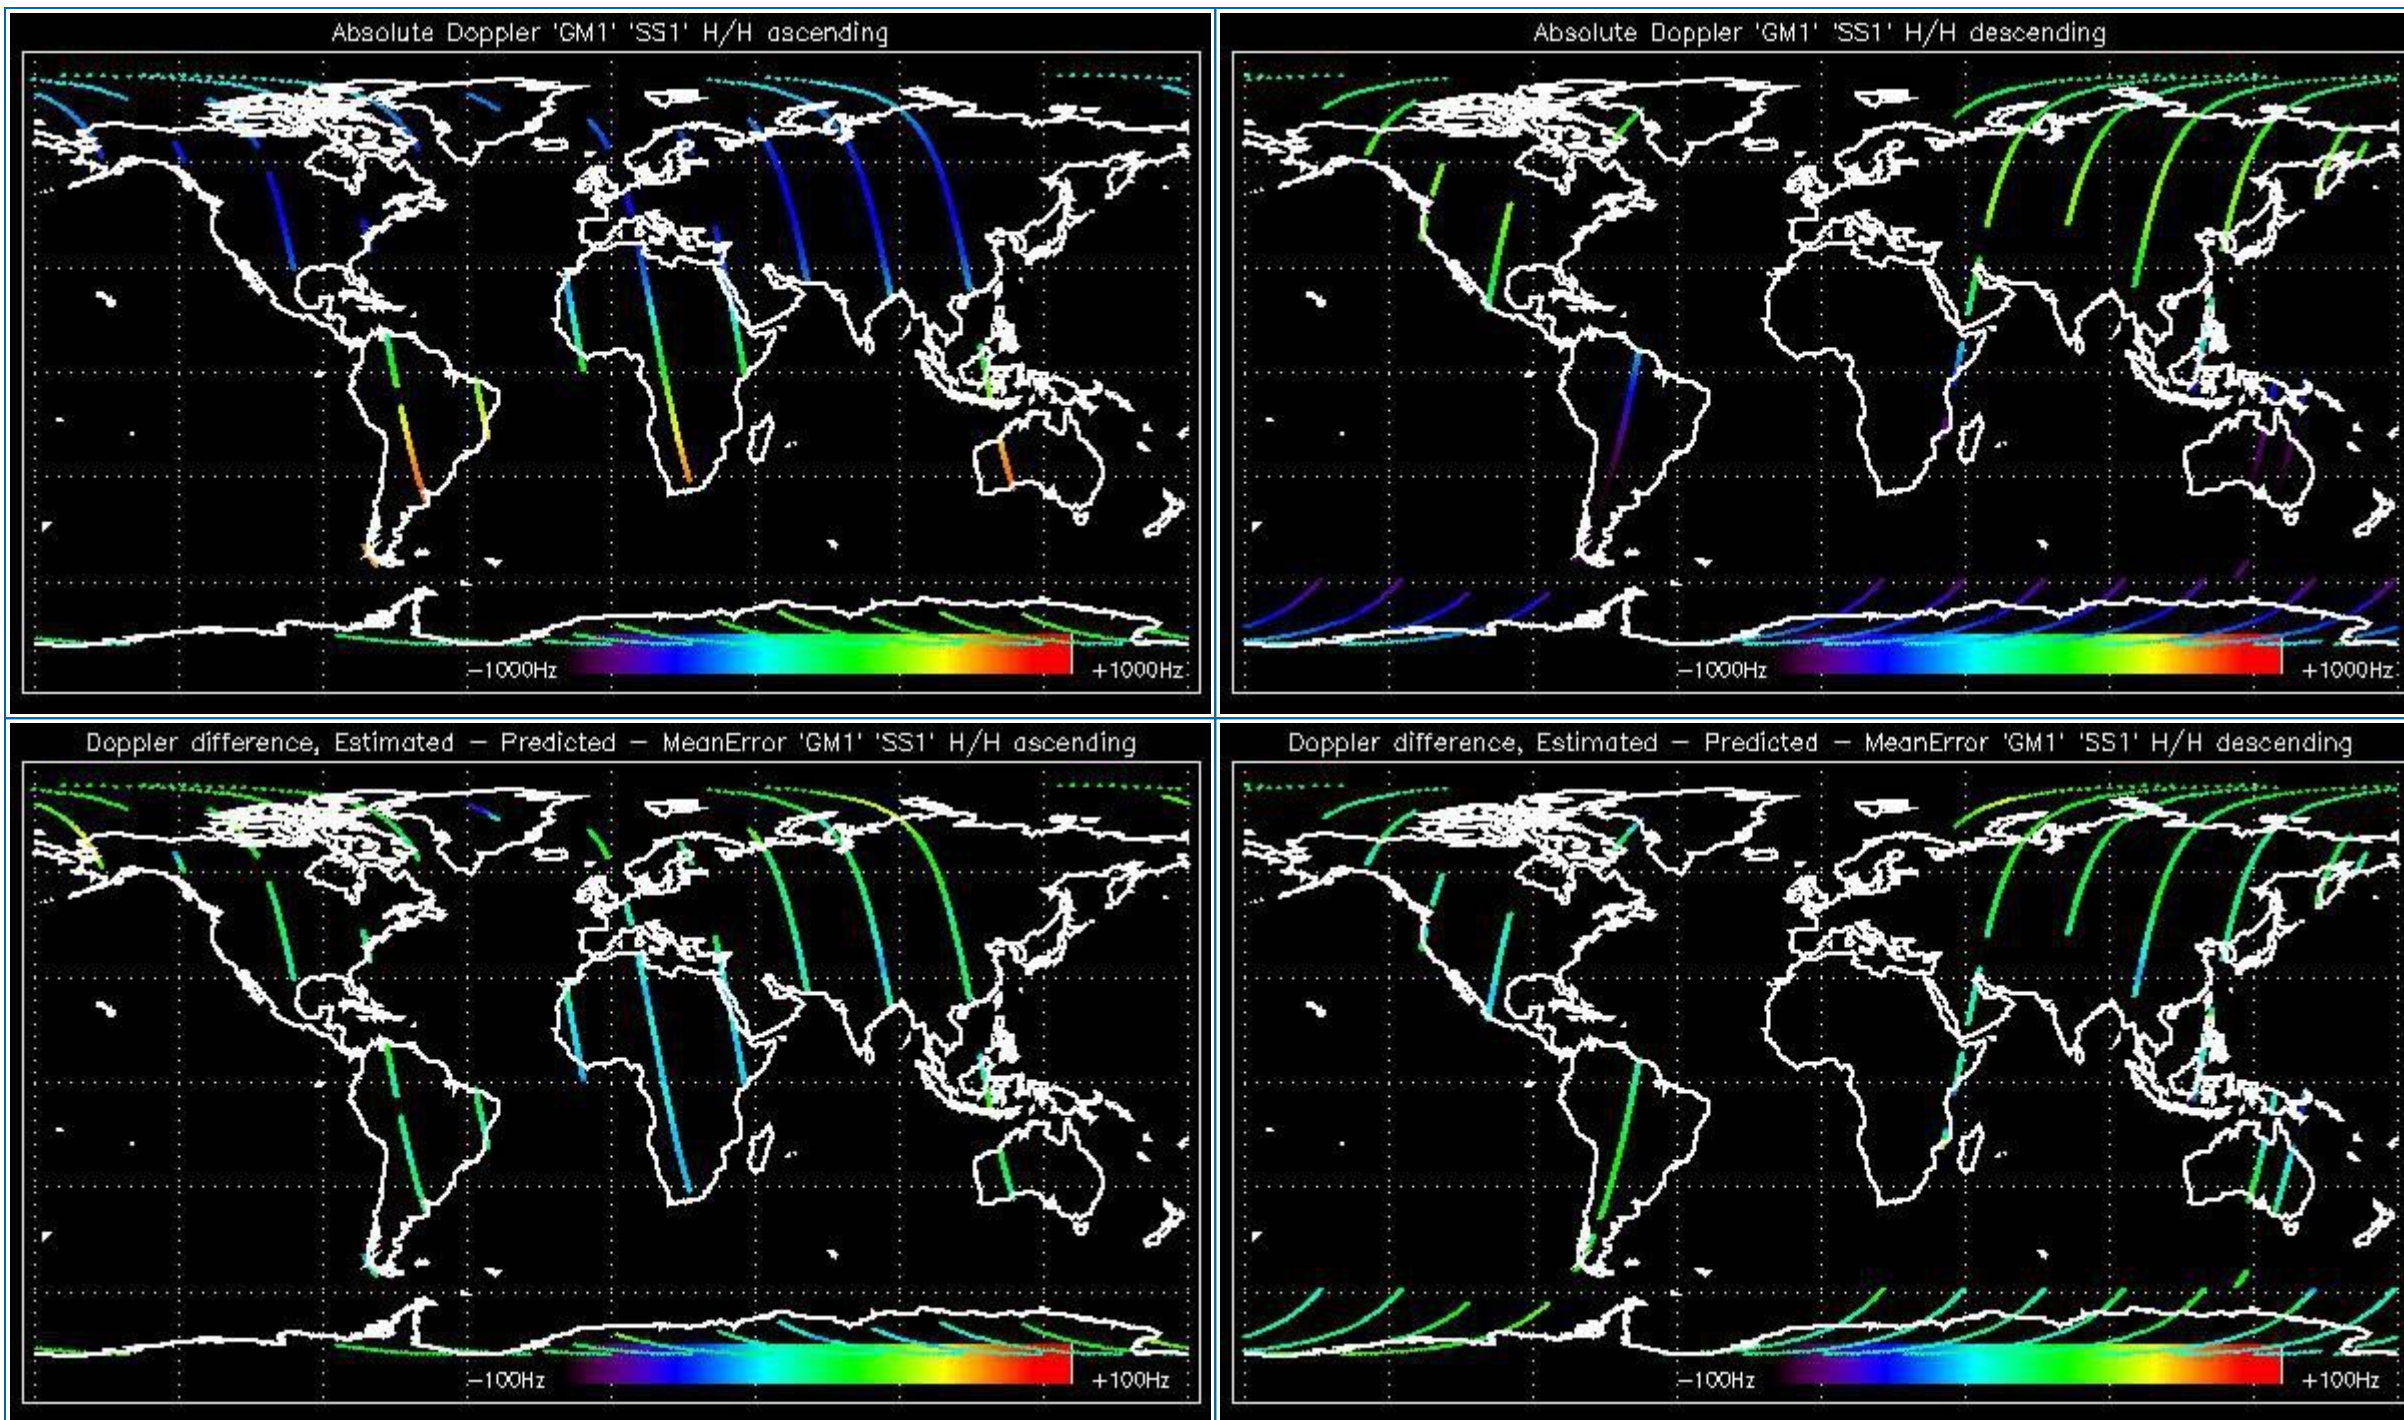 Absolute Doppler 'GM1' 'SS1' H/H ascending
-1000Hz
+1000Hz
Absolute Doppler 'GM1' 'SS1' H/H descending
-1000Hz
+1000Hz
Doppler difference, Estimated - Predicted - MeanError 'GM1' 'SS1' H/H ascending
-100Hz
+100Hz
Doppler difference, Estimated - Predicted - MeanError 'GM1' 'SS1' H/H descending
-100Hz
+100Hz